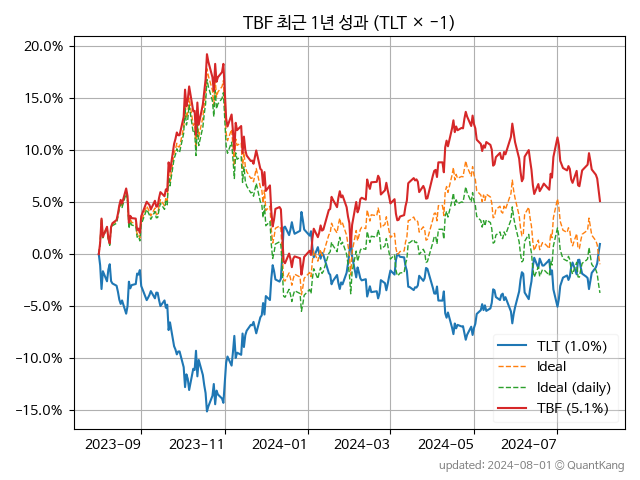 TBF 최근 1년 성과 (TLT × −1)
20.0%
15.0%
10.0%
5.0%
0.0%
−5.0%
−10.0%
−15.0%
TLT (1.0%)
Ideal
Ideal (daily)
TBF (5.1%)
2023-09 2023-11 2024-01 2024-03 2024-05 2024-07
updated: 2024-08-01 © QuantKang